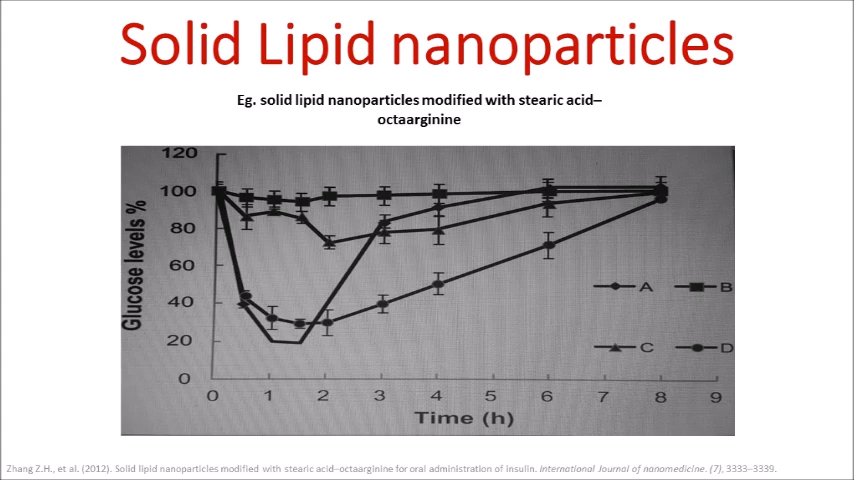 Solid Lipid nanoparticles
Eg. solid lipid nanoparticles modified with stearic acid–
octaarginine
120
100
80
60
40
20
0
Glucose levels %
0 1 2 3 4 5 6 7 8 9
Time (h)
A B
C D
Zhang Z.H., et al. (2012). Solid lipid nanoparticles modified with stearic acid–octaarginine for oral administration of insulin. International Journal of nanomedicine. (7), 3333–3339.